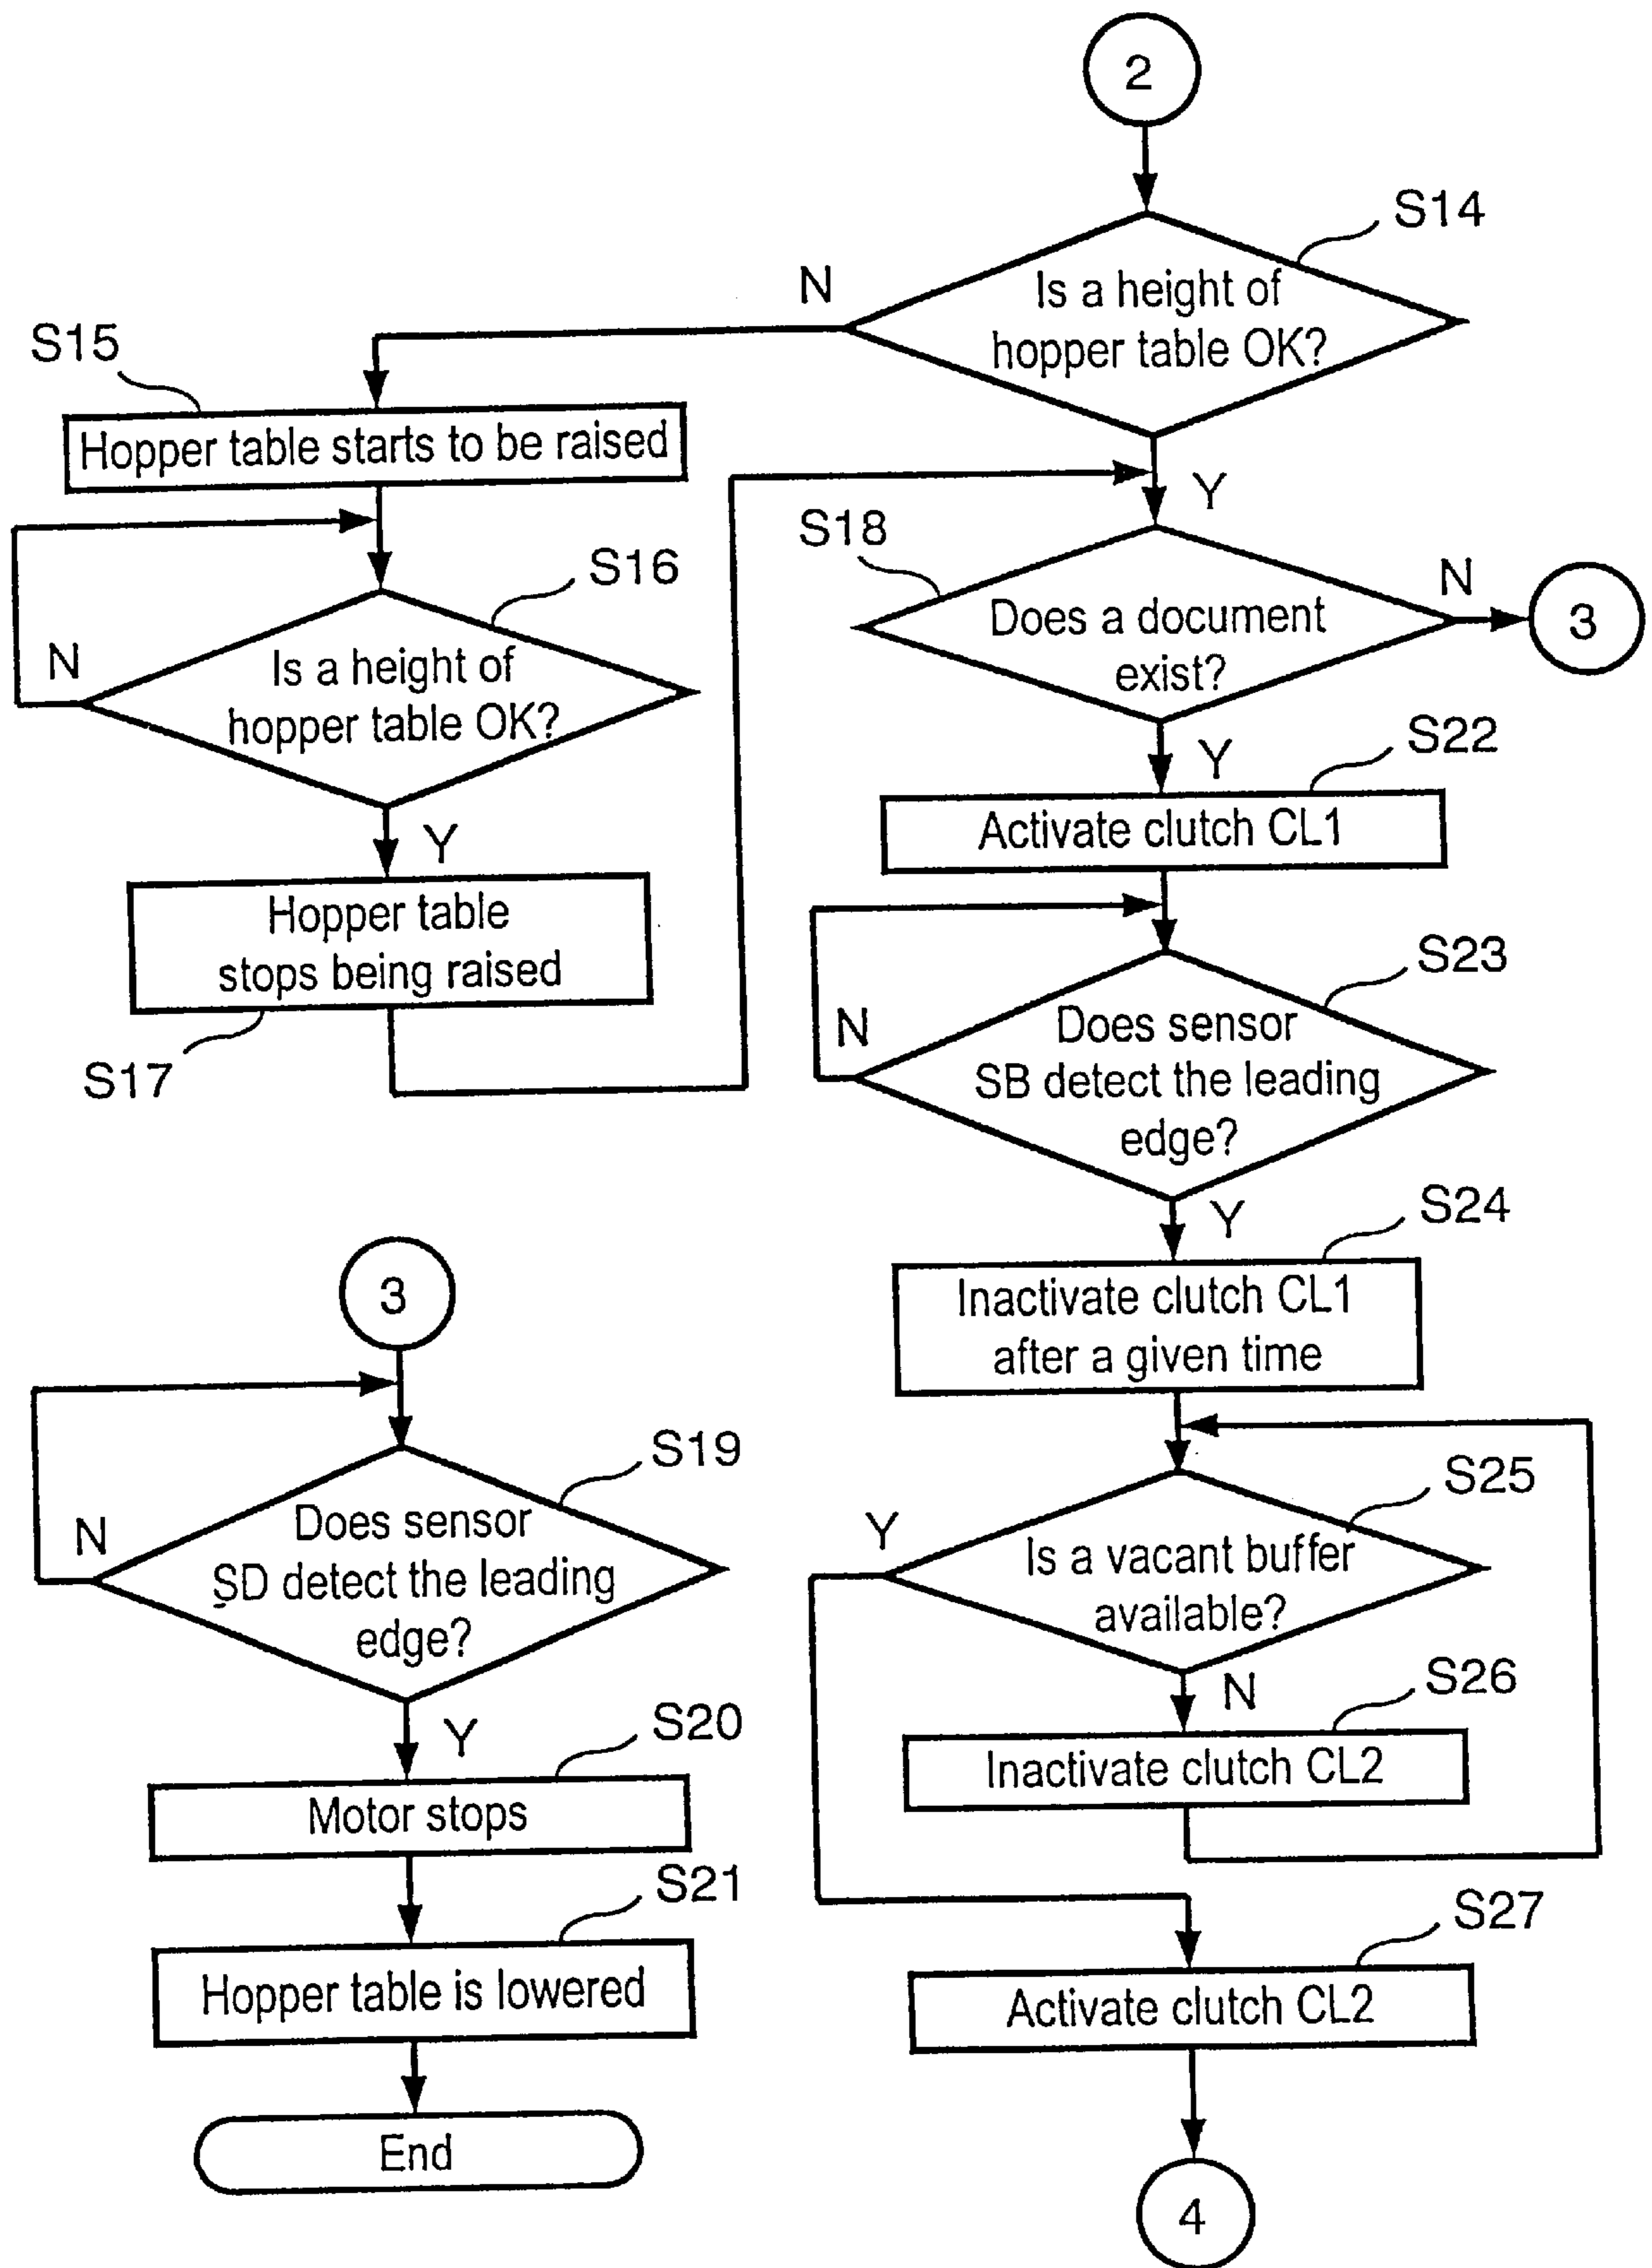 2
S14
N
Is a height of
hopper table OK?
S15
Hopper table starts to be raised
Y
S18
N
Does a document
exist?
3
S16
N
Is a height of
hopper table OK?
Y
S22
Activate clutch CL1
Y
Hopper table
stops being raised
S17
S23
N
Does sensor
SB detect the leading
edge?
Y
S24
Inactivate clutch CL1
after a given time
3
S19
N
Does sensor
SD detect the leading
edge?
Y
S25
Is a vacant buffer
available?
N
S26
Inactivate clutch CL2
Y
S20
Motor stops
S21
Hopper table is lowered
End
S27
Activate clutch CL2
4